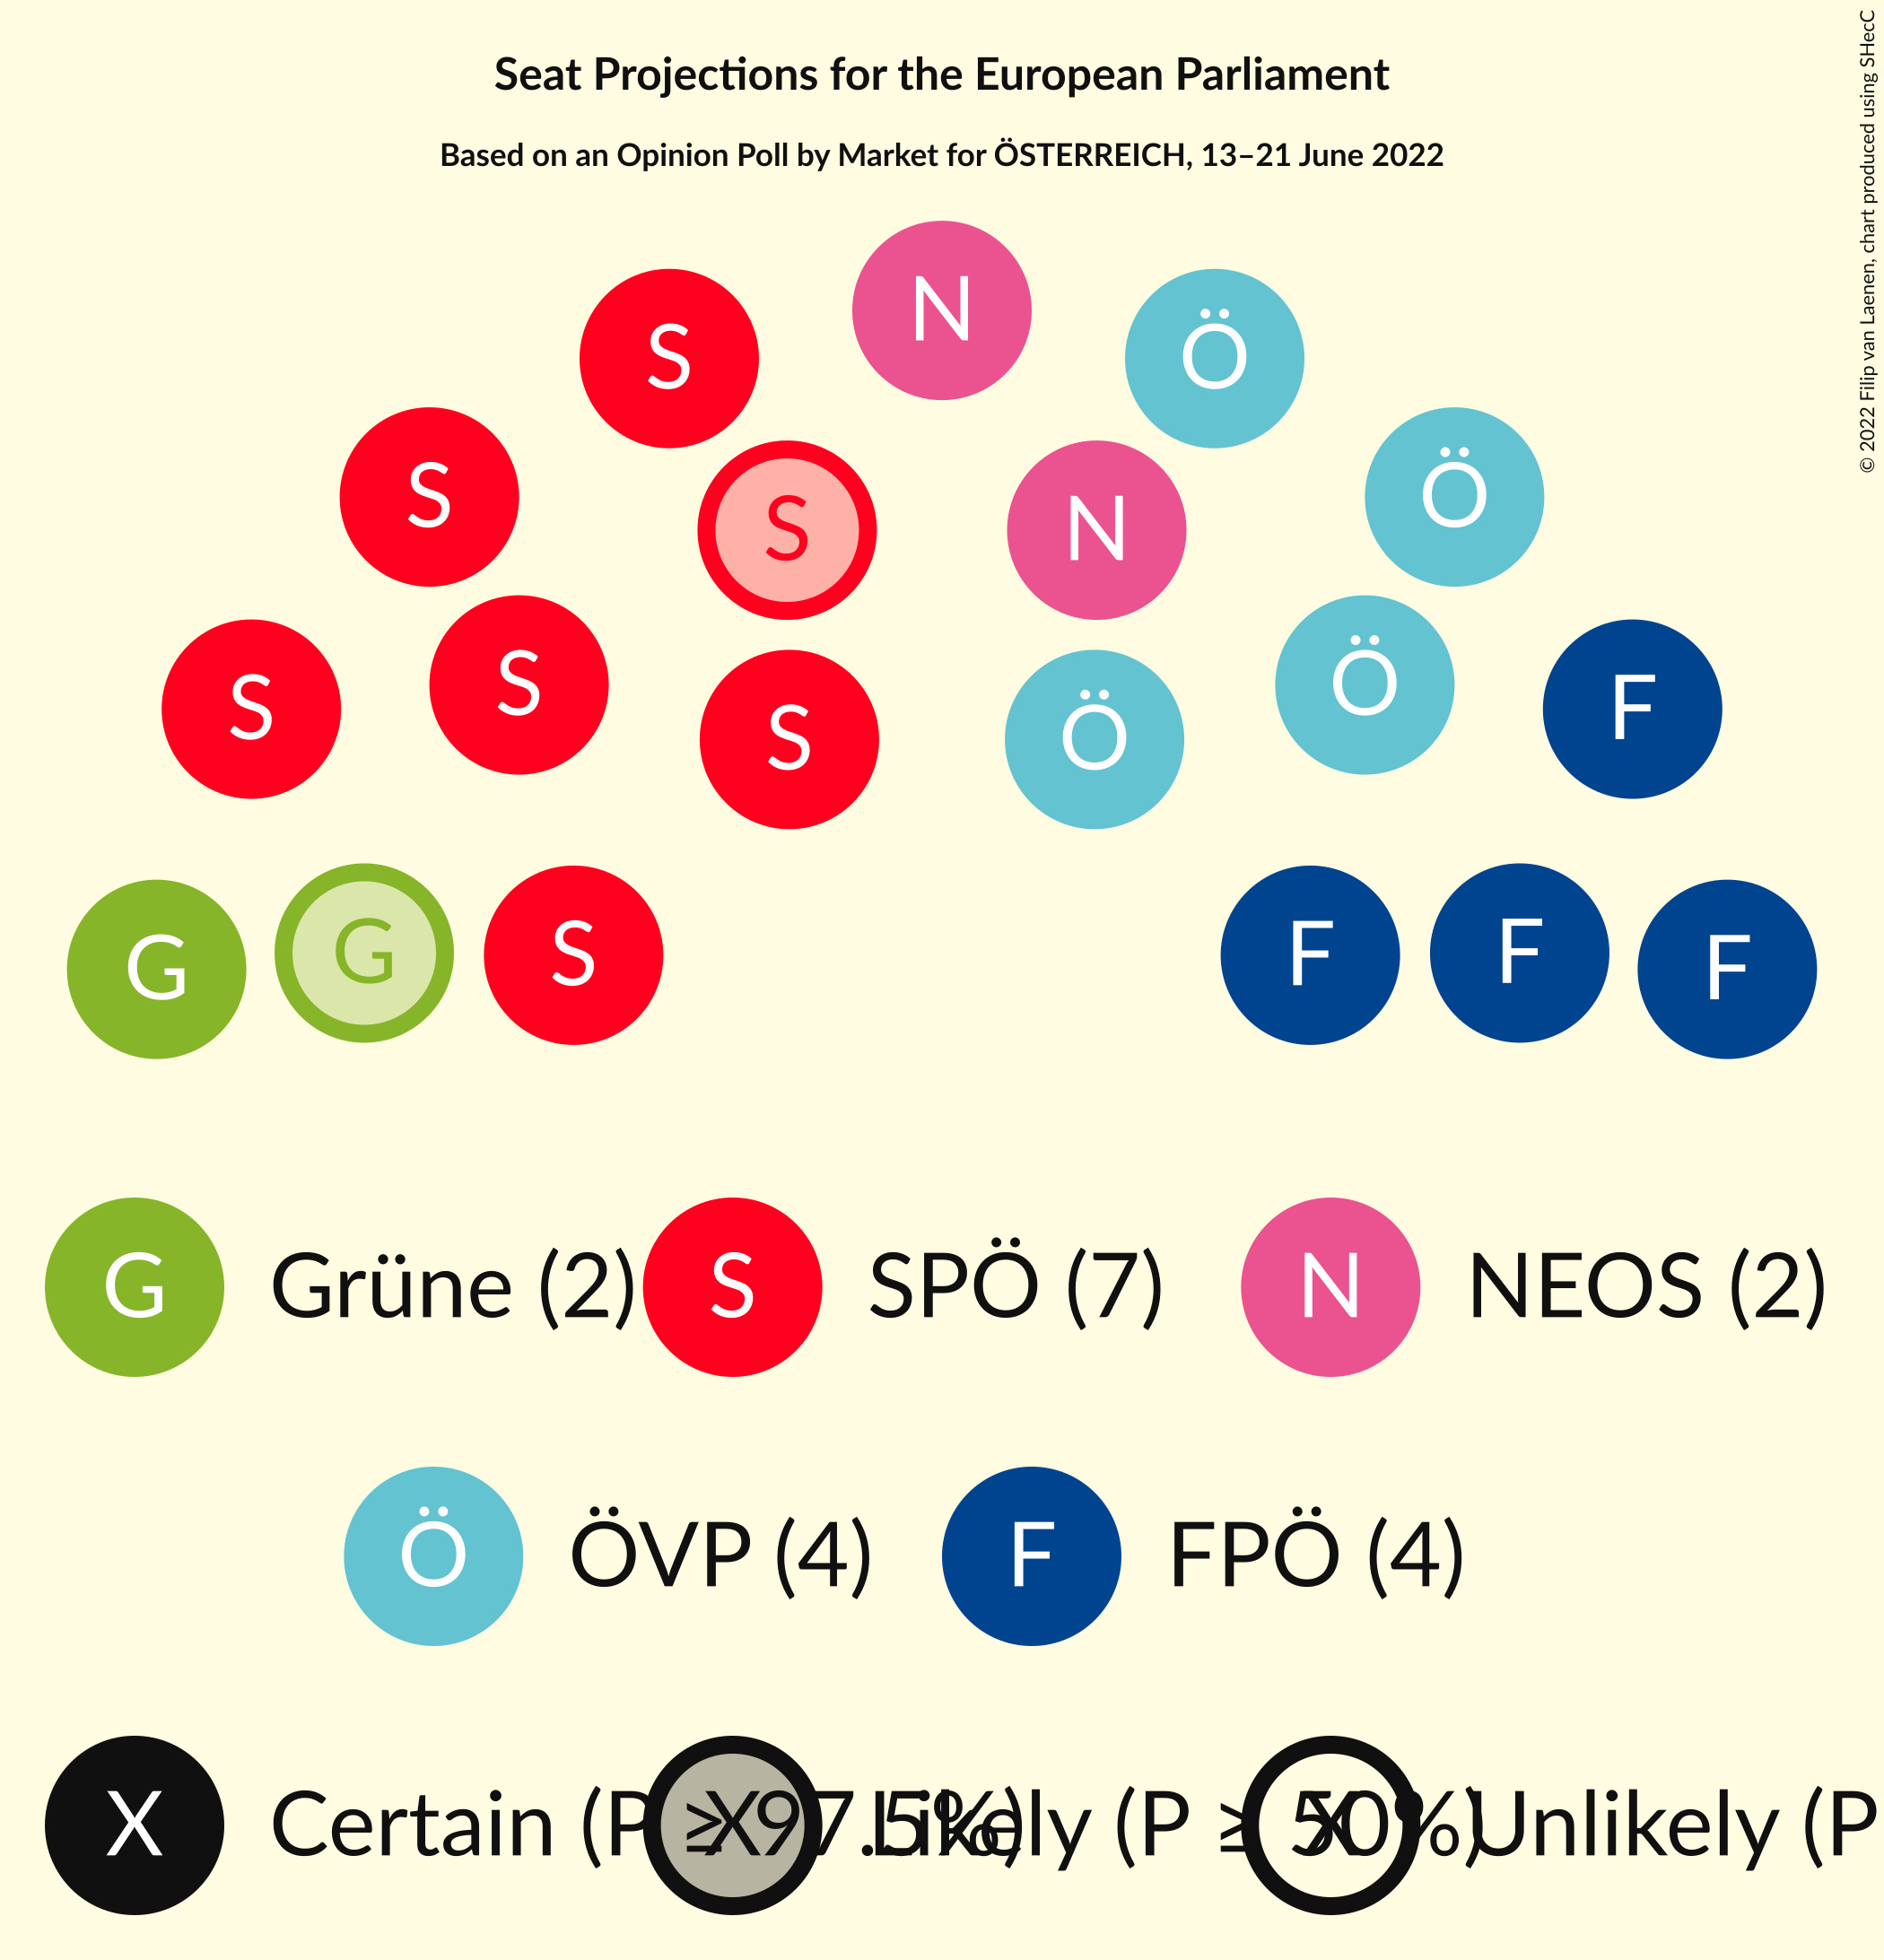 Seat Projections for the European Parliament
Based on an Opinion Poll by Market for ÖSTERREICH, 13–21 June 2022
© 2022 Filip van Laenen, chart produced using SHecC
N
S Ö
S Ö
S N
S Ö
S F
S Ö
G G S F F F
G Grüne (2) S SPÖ (7) N NEOS (2)
Ö ÖVP (4) F FPÖ (4)
X Certain (P ≥ 97.5%) X Likely (P ≥ 50%) X Unlikely (P